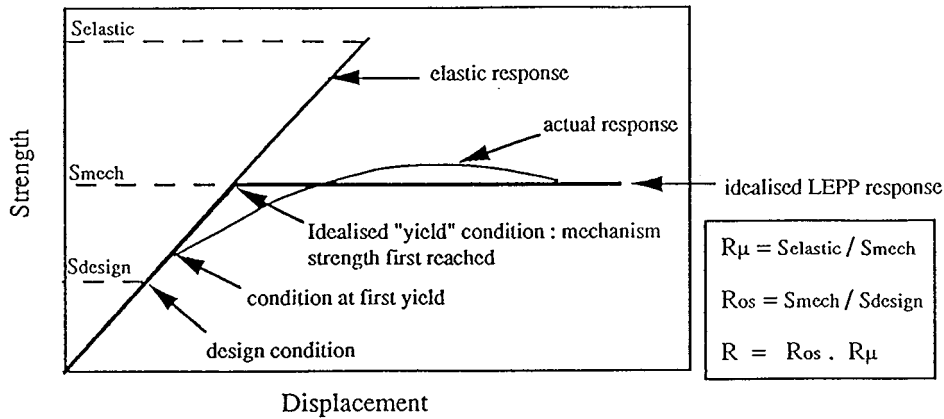 Selastic
elastic response
actual response
Strength
Smech
idealised LEPP response
Idealised "yield" condition : mechanism
strength first reached
Sdesign
condition at first yield
design condition
Displacement
Rμ = Selastic / Smech
Ros = Smech / Sdesign
R = Ros . Rμ